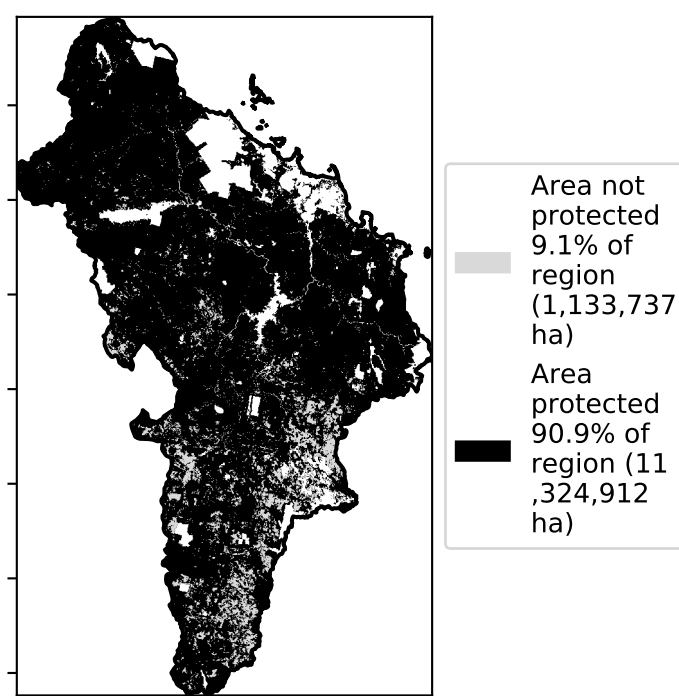 Area not
protected
9.1% of
region
(1,133,737
ha)
Area
protected
90.9% of
region (11
,324,912
ha)